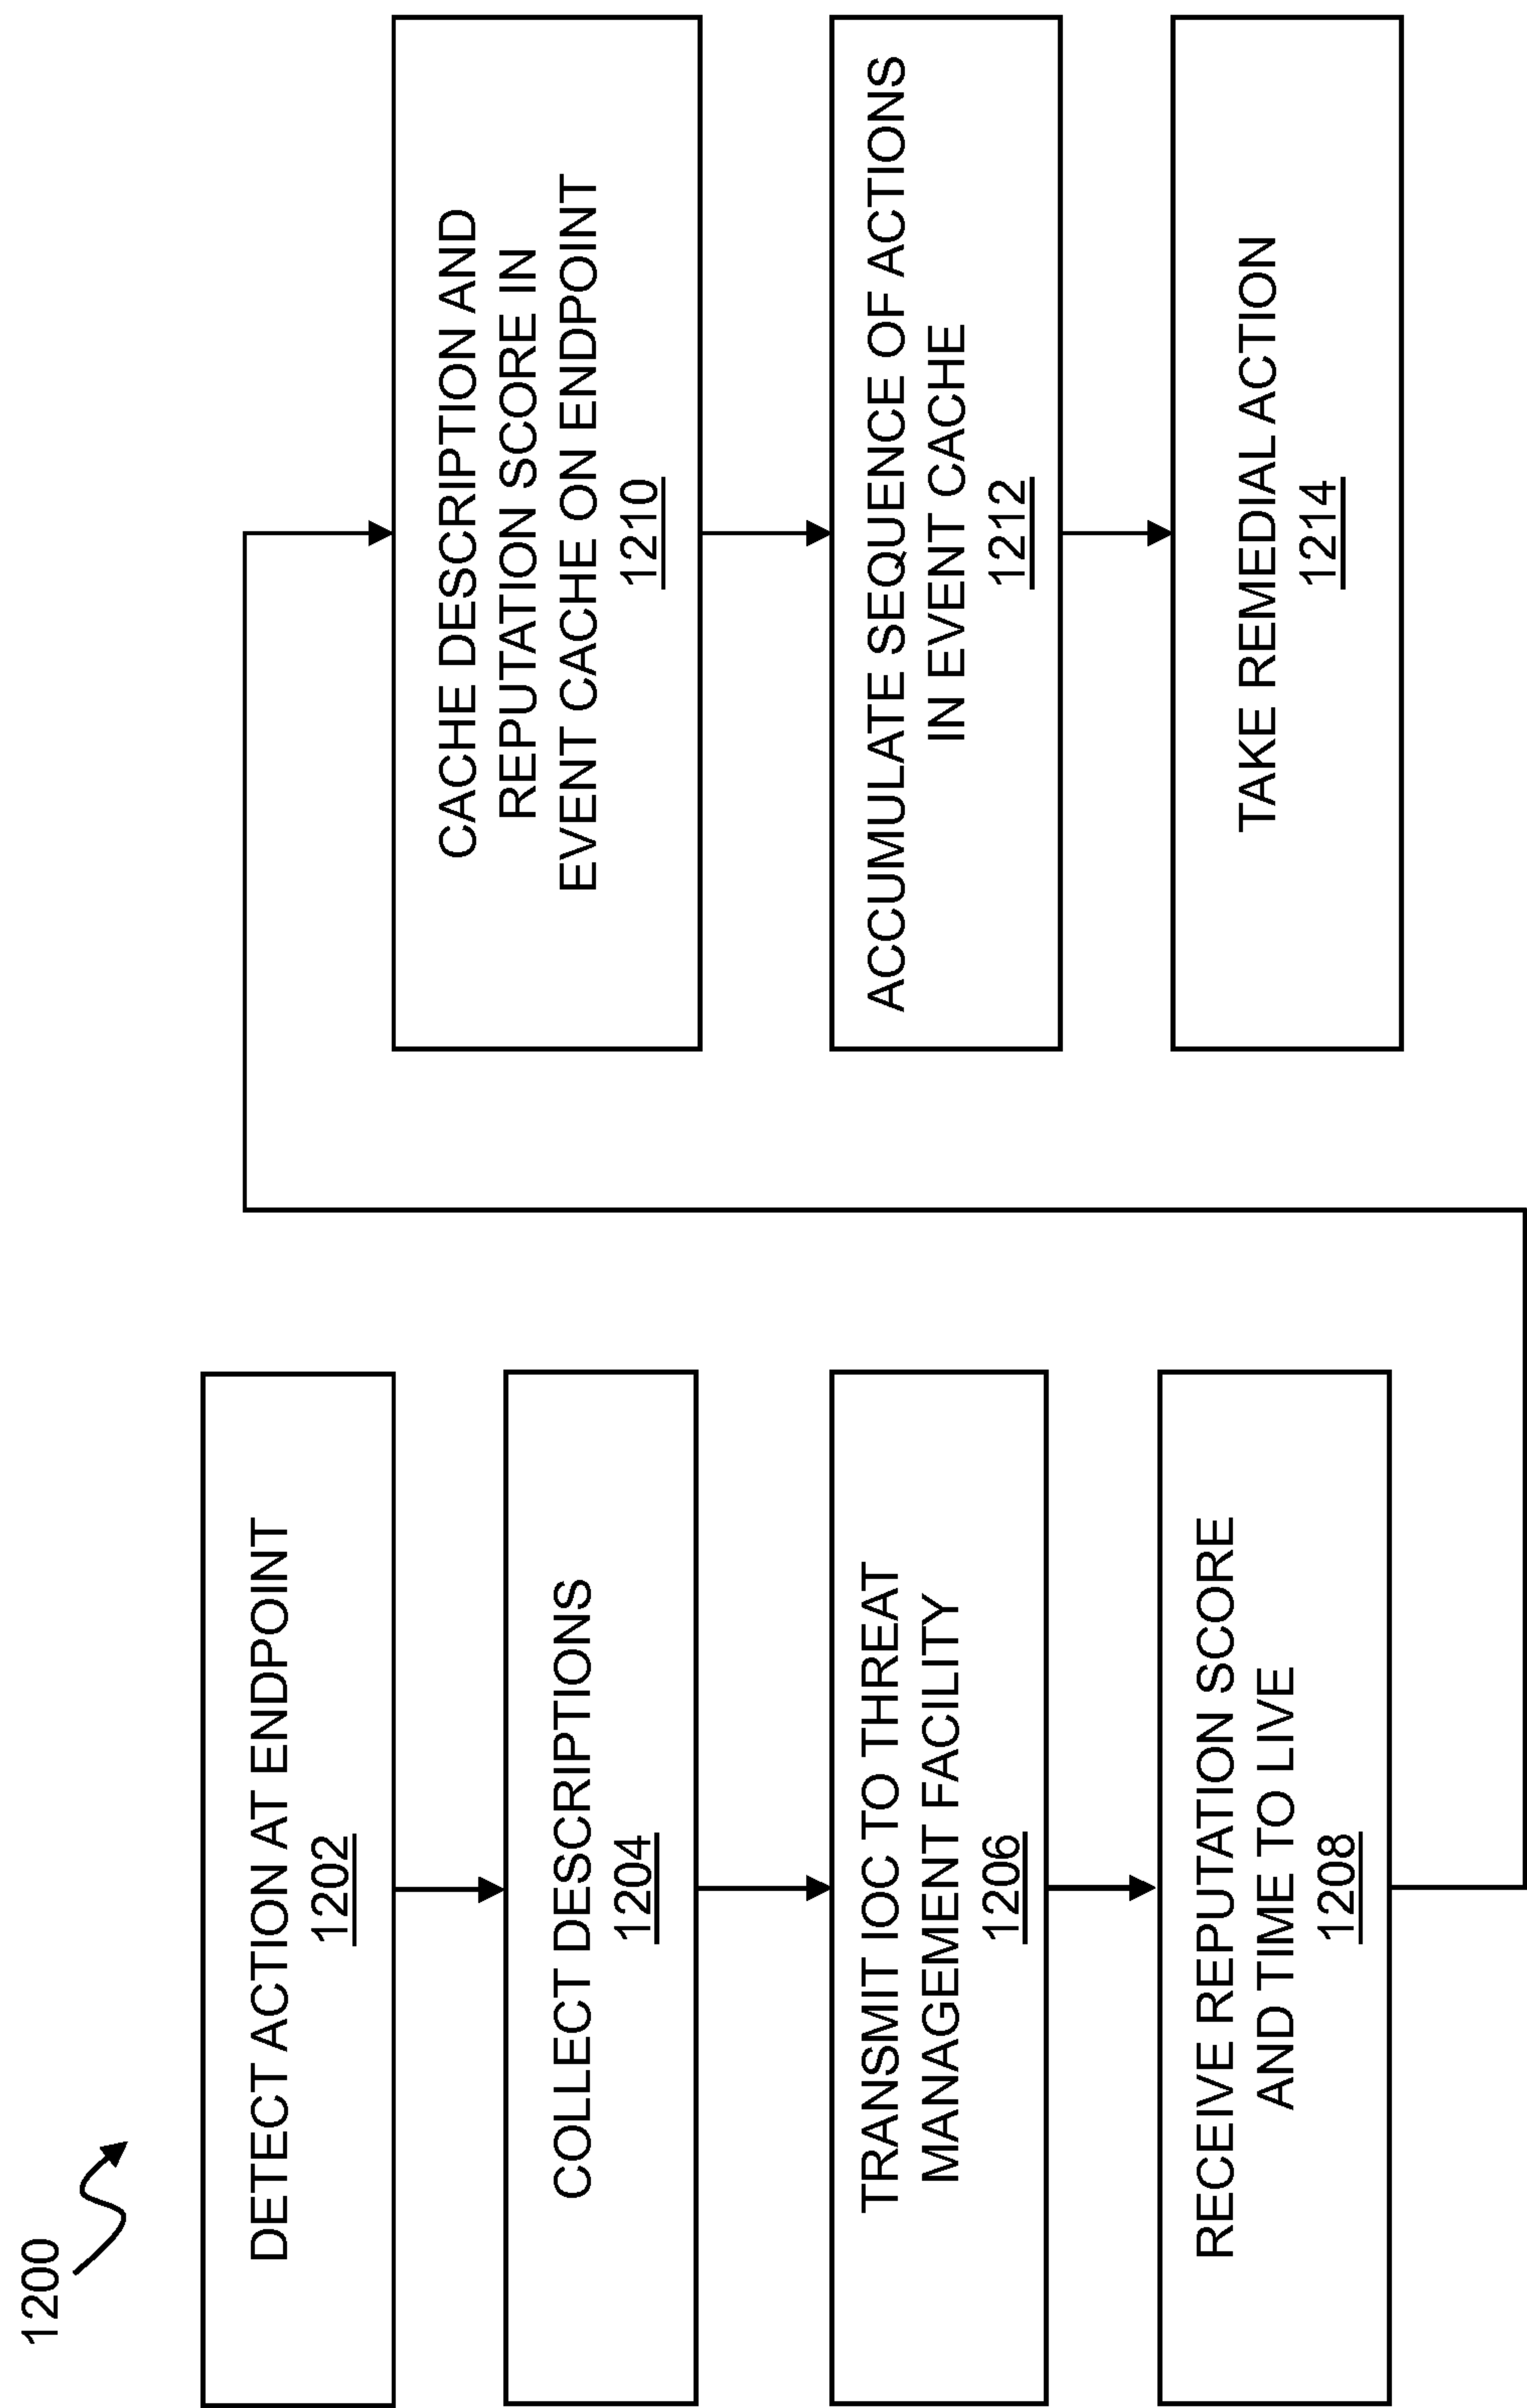 1200
DETECT ACTION AT ENDPOINT
1202
COLLECT DESCRIPTIONS
1204
TRANSMIT IOC TO THREAT
MANAGEMENT FACILITY
1206
RECEIVE REPUTATION SCORE
AND TIME TO LIVE
1208
CACHE DESCRIPTION AND
REPUTATION SCORE IN
EVENT CACHE ON ENDPOINT
1210
ACCUMULATE SEQUENCE OF ACTIONS
IN EVENT CACHE
1212
TAKE REMEDIAL ACTION
1214